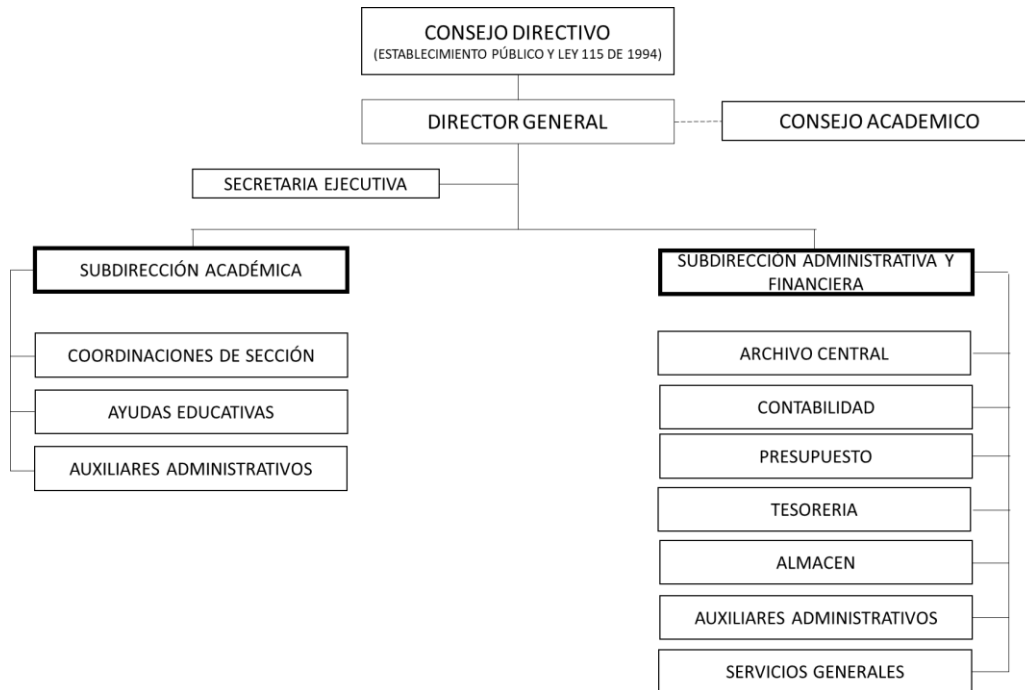 CONSEJO DIRECTIVO
(ESTABLECIMIENTO PÚBLICO Y LEY 115 DE 1994)
DIRECTOR GENERAL
CONSEJO ACADEMICO
SECRETARIA EJECUTIVA
SUBDIRECCIÓN ACADÉMICA
COORDINACIONES DE SECCIÓN
AYUDAS EDUCATIVAS
AUXILIARES ADMINISTRATIVOS
SUBDIRECCIÓN ADMINISTRATIVA Y
FINANCIERA
ARCHIVO CENTRAL
CONTABILIDAD
PRESUPUESTO
TESORERIA
ALMACEN
AUXILIARES ADMINISTRATIVOS
SERVICIOS GENERALES